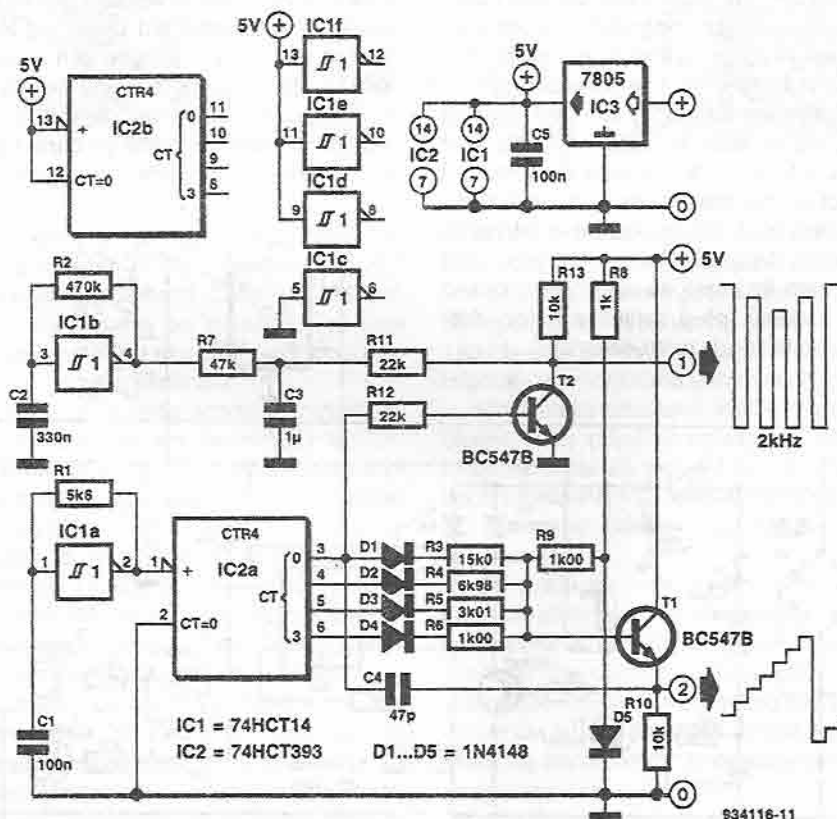 5V
13
CTR4
+
IC2b
12
CT=0
CT
0
3
11
10
9
8
5V
IC1f
13
1
12
IC1e
11
1
10
IC1d
9
1
8
IC1c
5
1
6
5V
7805
IC3
14
14
IC2
IC1
7
7
C5
100n
0
R2
470k
IC1b
3
1
4
C2
330n
R7
47k
C3
1µ
R11
22k
R12
22k
R13
10k
R8
1k
5V
1
T2
BC547B
2kHz
R1
5k6
IC1a
1
1
2
C1
100n
1
CTR4
+
IC2a
2
CT=0
CT
0
3
3
4
5
6
D1
D2
D3
D4
R3
15k0
R4
6k98
R5
3k01
R6
1k00
R9
1k00
T1
BC547B
C4
47p
D5
R10
10k
2
0
IC1 = 74HCT14
IC2 = 74HCT393
D1...D5 = 1N4148
934116-11